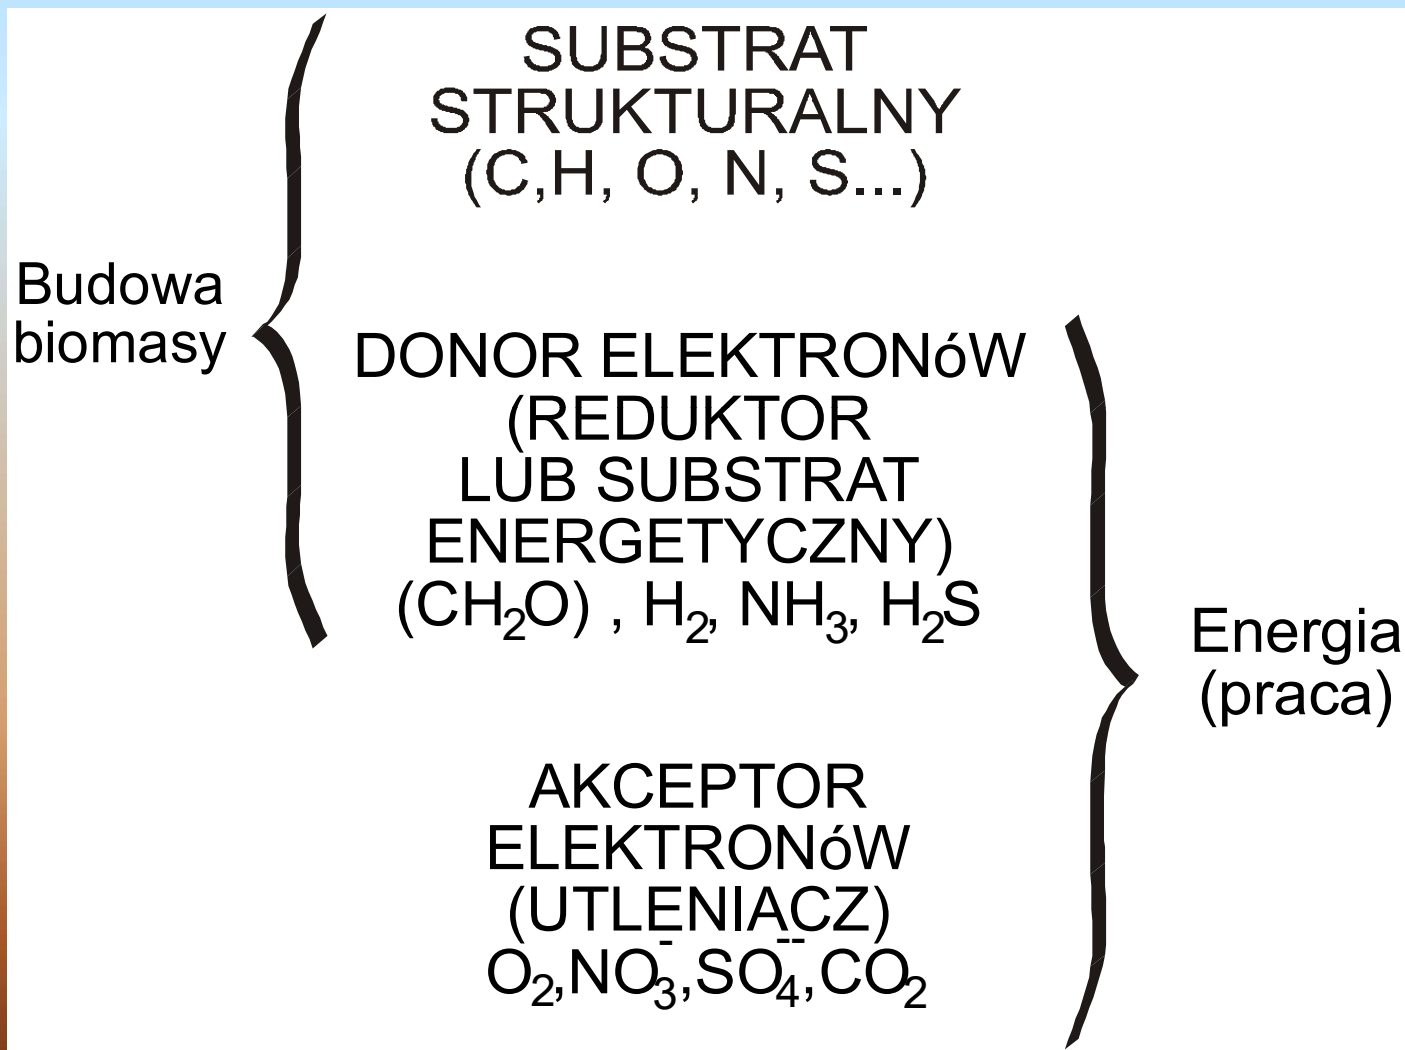 SUBSTRAT
STRUKTURALNY
(C,H, O, N, S...)
Budowa
biomasy
DONOR ELEKTRONóW
(REDUKTOR
LUB SUBSTRAT
ENERGETYCZNY)
(CH₂O) , H₂, NH₃, H₂S
Energia
(praca)
AKCEPTOR
ELEKTRONóW
(UTLENIACZ)
O₂,NO₃⁻,SO₄⁻⁻,CO₂